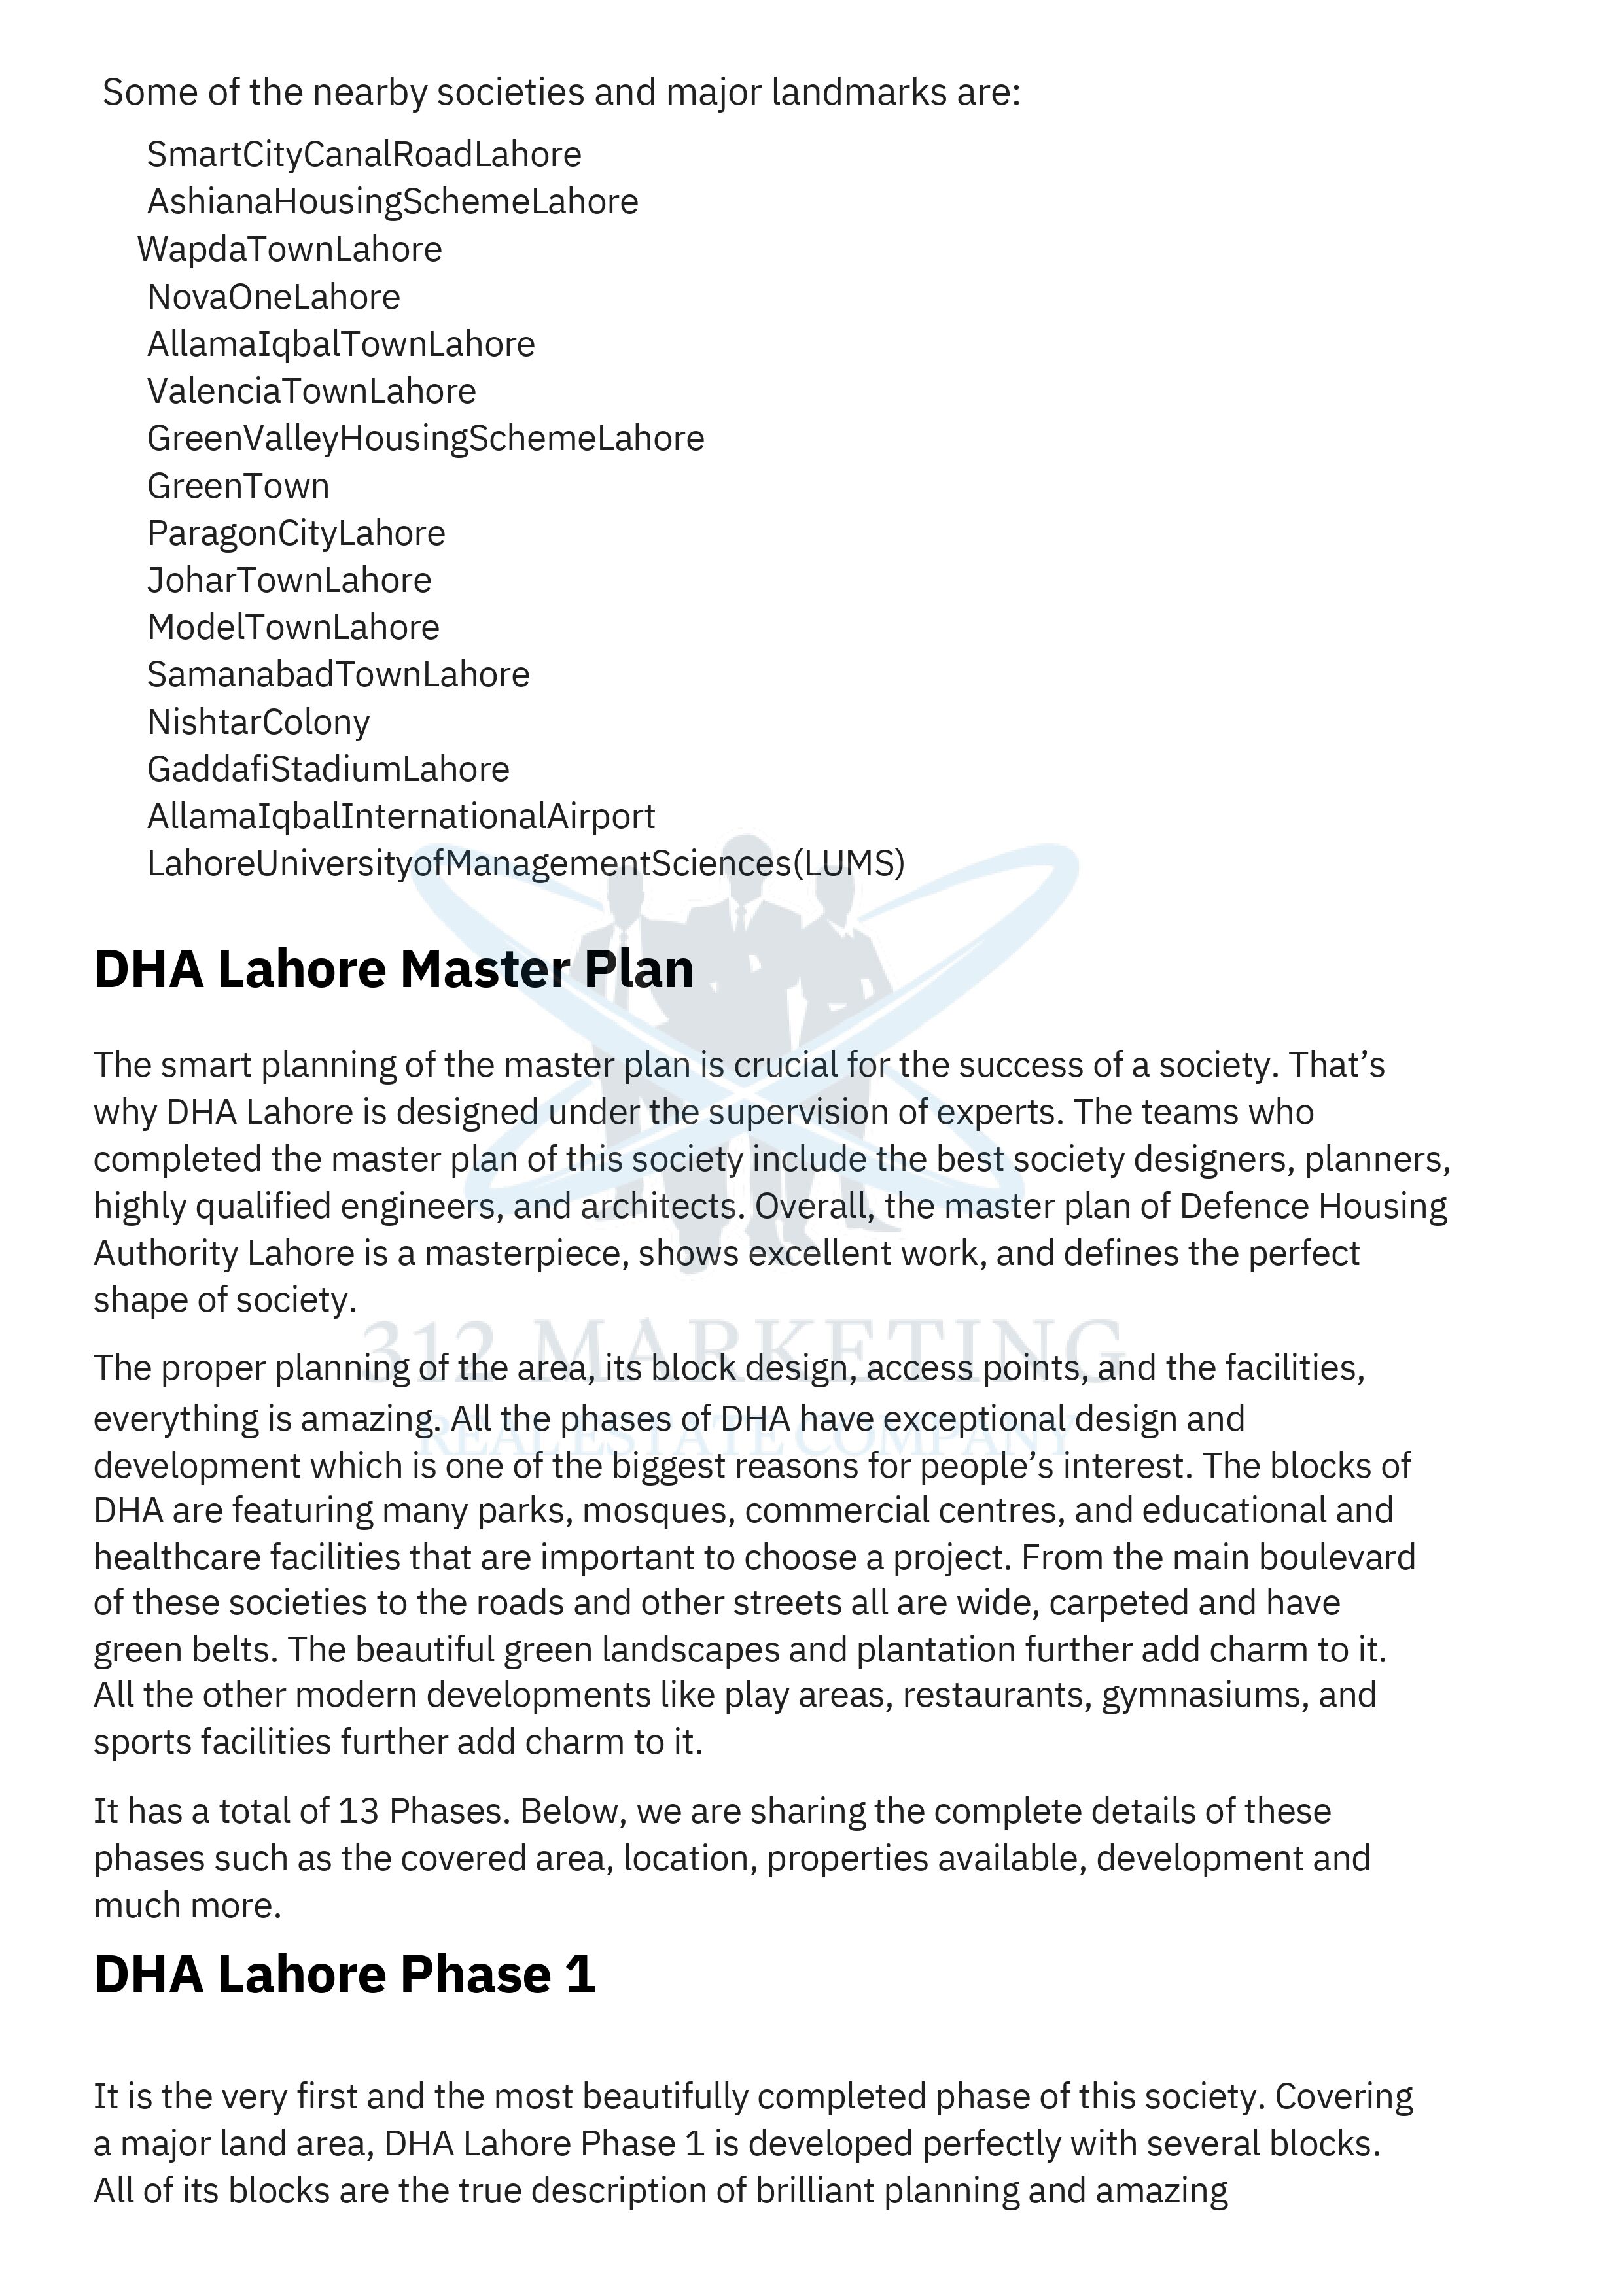 Some of the nearby societies and major landmarks are:
SmartCityCanalRoadLahore
AshianaHousingSchemeLahore
WapdaTownLahore
NovaOneLahore
AllamaIqbalTownLahore
ValenciaTownLahore
GreenValleyHousingSchemeLahore
GreenTown
ParagonCityLahore
JoharTownLahore
ModelTownLahore
SamanabadTownLahore
NishtarColony
GaddafiStadiumLahore
AllamaIqbalInternationalAirport
LahoreUniversityofManagementSciences(LUMS)
DHA Lahore Master Plan
The smart planning of the master plan is crucial for the success of a society. That’s
why DHA Lahore is designed under the supervision of experts. The teams who
completed the master plan of this society include the best society designers, planners,
highly qualified engineers, and architects. Overall, the master plan of Defence Housing
Authority Lahore is a masterpiece, shows excellent work, and defines the perfect
shape of society.
312 MARKETING
The proper planning of the area, its block design, access points, and the facilities,
everything is amazing. All the phases of DHA have exceptional design and
REAL ESTATE COMPANY
development which is one of the biggest reasons for people’s interest. The blocks of
DHA are featuring many parks, mosques, commercial centres, and educational and
healthcare facilities that are important to choose a project. From the main boulevard
of these societies to the roads and other streets all are wide, carpeted and have
green belts. The beautiful green landscapes and plantation further add charm to it.
All the other modern developments like play areas, restaurants, gymnasiums, and
sports facilities further add charm to it.
It has a total of 13 Phases. Below, we are sharing the complete details of these
phases such as the covered area, location, properties available, development and
much more.
DHA Lahore Phase 1
It is the very first and the most beautifully completed phase of this society. Covering
a major land area, DHA Lahore Phase 1 is developed perfectly with several blocks.
All of its blocks are the true description of brilliant planning and amazing